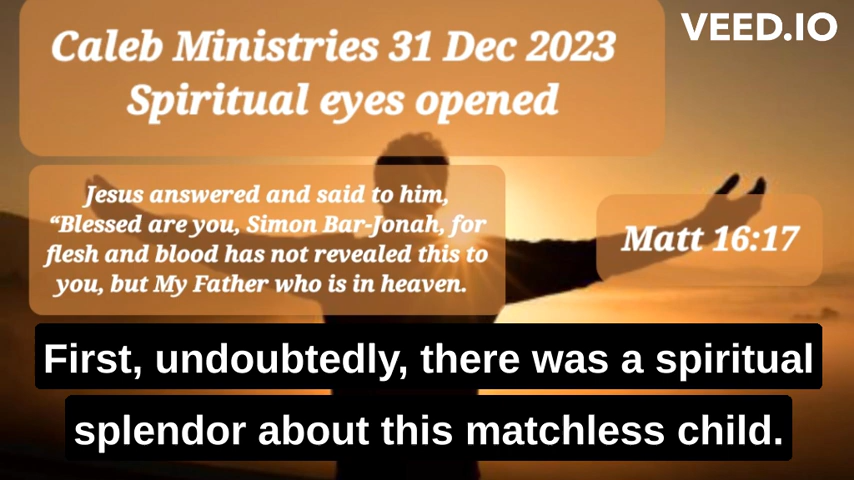 VEED.IO
Caleb Ministries 31 Dec 2023
Spiritual eyes opened
Jesus answered and said to him,
“Blessed are you, Simon Bar-Jonah, for
flesh and blood has not revealed this to
you, but My Father who is in heaven.
Matt 16:17
First, undoubtedly, there was a spiritual
splendor about this matchless child.